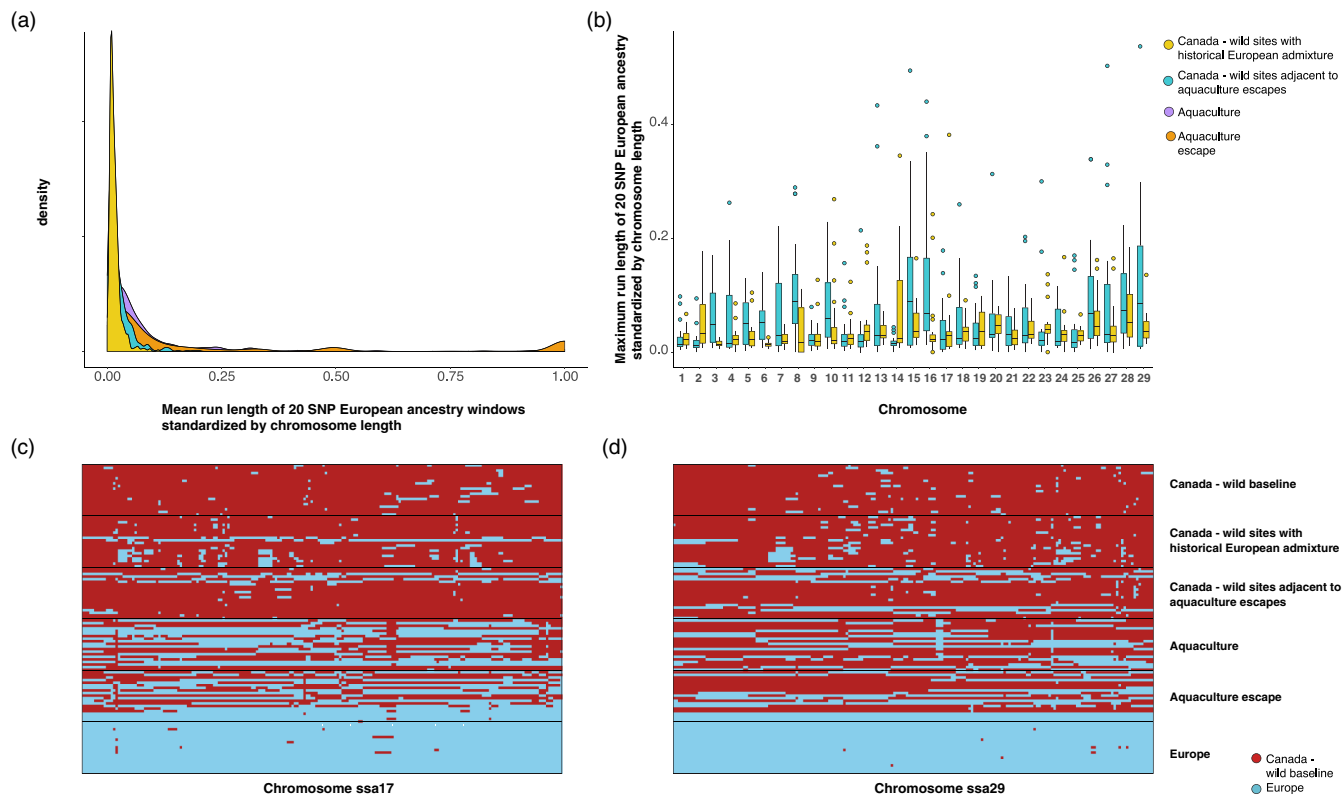 (a)
density
0.00
0.25
0.50
0.75
1.00
Mean run length of 20 SNP European ancestry windows
standardized by chromosome length
(b)
Maximum run length of 20 SNP European ancestry
standardized by chromosome length
0.4
0.2
0.0
1 2 3 4 5 6 7 8 9 10 11 12 13 14 15 16 17 18 19 20 21 22 23 24 25 26 27 28 29
Chromosome
Canada - wild sites with
historical European admixture
Canada - wild sites adjacent to
aquaculture escapes
Aquaculture
Aquaculture
escape
(c)
Chromosome ssa17
(d)
Chromosome ssa29
Canada - wild baseline
Canada - wild sites with
historical European admixture
Canada - wild sites adjacent to
aquaculture escapes
Aquaculture
Aquaculture escape
Europe
Canada -
wild baseline
Europe